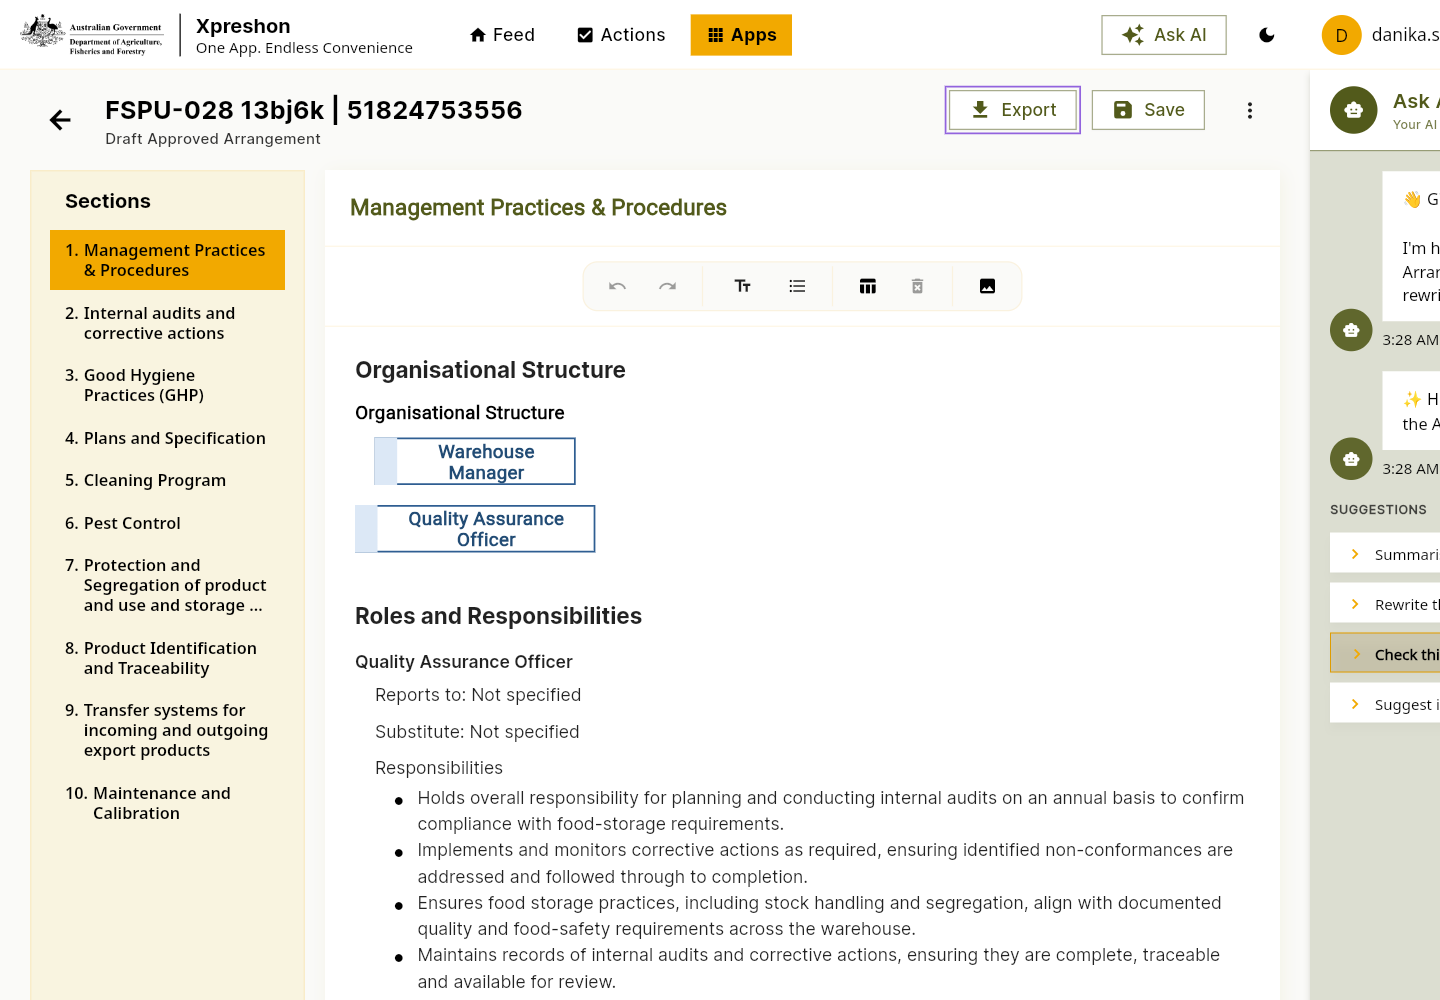 Australian Government
Department of Agriculture,
Fisheries and Forestry
Xpreshon
One App. Endless Convenience
Feed
Actions
Apps
Ask AI
D
danika.s
FSPU-028 13bj6k | 51824753556
Draft Approved Arrangement
Export
Save
Sections
1. Management Practices
& Procedures
2. Internal audits and
corrective actions
3. Good Hygiene
Practices (GHP)
4. Plans and Specification
5. Cleaning Program
6. Pest Control
7. Protection and
Segregation of product
and use and storage ...
8. Product Identification
and Traceability
9. Transfer systems for
incoming and outgoing
export products
10. Maintenance and
Calibration
Management Practices & Procedures
Organisational Structure
Organisational Structure
Warehouse
Manager
Quality Assurance
Officer
Roles and Responsibilities
Quality Assurance Officer
Reports to: Not specified
Substitute: Not specified
Responsibilities
● Holds overall responsibility for planning and conducting internal audits on an annual basis to confirm
compliance with food-storage requirements.
● Implements and monitors corrective actions as required, ensuring identified non-conformances are
addressed and followed through to completion.
● Ensures food storage practices, including stock handling and segregation, align with documented
quality and food-safety requirements across the warehouse.
● Maintains records of internal audits and corrective actions, ensuring they are complete, traceable
and available for review.
Ask A
Your AI
👋 G
I'm h
Arran
rewri
3:28 AM
✨ H
the A
3:28 AM
SUGGESTIONS
Summari
Rewrite t
Check thi
Suggest i